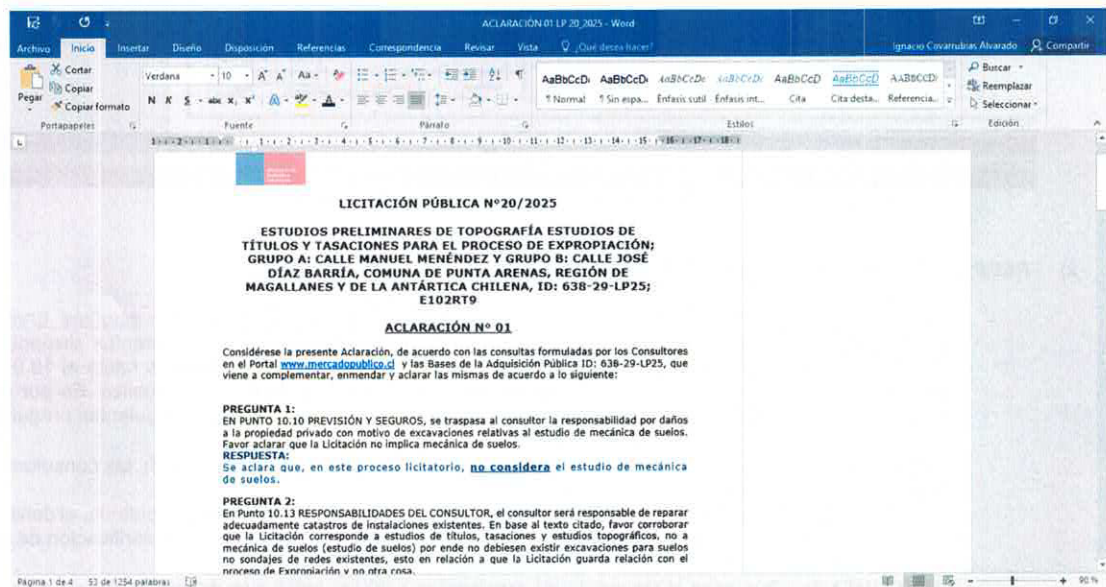 ACLARACIÓN 01 LP 20_2025 - Word
Archivo Inicio Insertar Diseño Disposición Referencias Correspondencia Revisar Vista ¿Qué desea hacer? Ignacio Covarrubias Alvarado Compartir
Pegar
Cortar
Copiar
Copiar formato
Portapapeles
Verdana 10
Fuente
Párrafo
AaBbCcDc AaBbCcDc AaBbCcDc AaBbCcDc AaBbCcD AaBbCcD AABBCCD
¶ Normal ¶ Sin espa... Énfasis sutil Énfasis int... Cita Cita desta... Referencia...
Estilos
Buscar
Reemplazar
Seleccionar
Edición
LICITACIÓN PÚBLICA Nº20/2025
ESTUDIOS PRELIMINARES DE TOPOGRAFÍA ESTUDIOS DE
TÍTULOS Y TASACIONES PARA EL PROCESO DE EXPROPIACIÓN;
GRUPO A: CALLE MANUEL MENÉNDEZ Y GRUPO B: CALLE JOSÉ
DÍAZ BARRÍA, COMUNA DE PUNTA ARENAS, REGIÓN DE
MAGALLANES Y DE LA ANTÁRTICA CHILENA, ID: 638-29-LP25;
E102RT9
ACLARACIÓN Nº 01
Considérese la presente Aclaración, de acuerdo con las consultas formuladas por los Consultores
en el Portal www.mercadopublico.cl y las Bases de la Adquisición Pública ID: 638-29-LP25, que
viene a complementar, enmendar y aclarar las mismas de acuerdo a lo siguiente:
PREGUNTA 1:
EN PUNTO 10.10 PREVISIÓN Y SEGUROS, se traspasa al consultor la responsabilidad por daños
a la propiedad privado con motivo de excavaciones relativas al estudio de mecánica de suelos.
Favor aclarar que la Licitación no implica mecánica de suelos.
RESPUESTA:
Se aclara que, en este proceso licitatorio, no considera el estudio de mecánica
de suelos.
PREGUNTA 2:
En Punto 10.13 RESPONSABILIDADES DEL CONSULTOR, el consultor será responsable de reparar
adecuadamente catastros de instalaciones existentes. En base al texto citado, favor corroborar
que la Licitación corresponde a estudios de títulos, tasaciones y estudios topográficos, no a
mecánica de suelos (estudio de suelos) por ende no debiesen existir excavaciones para suelos
no sondajes de redes existentes, esto en relación a que la Licitación guarda relación con el
proceso de Expropiación y no otra cosa.
Página 1 de 4 53 de 1254 palabras 90 %